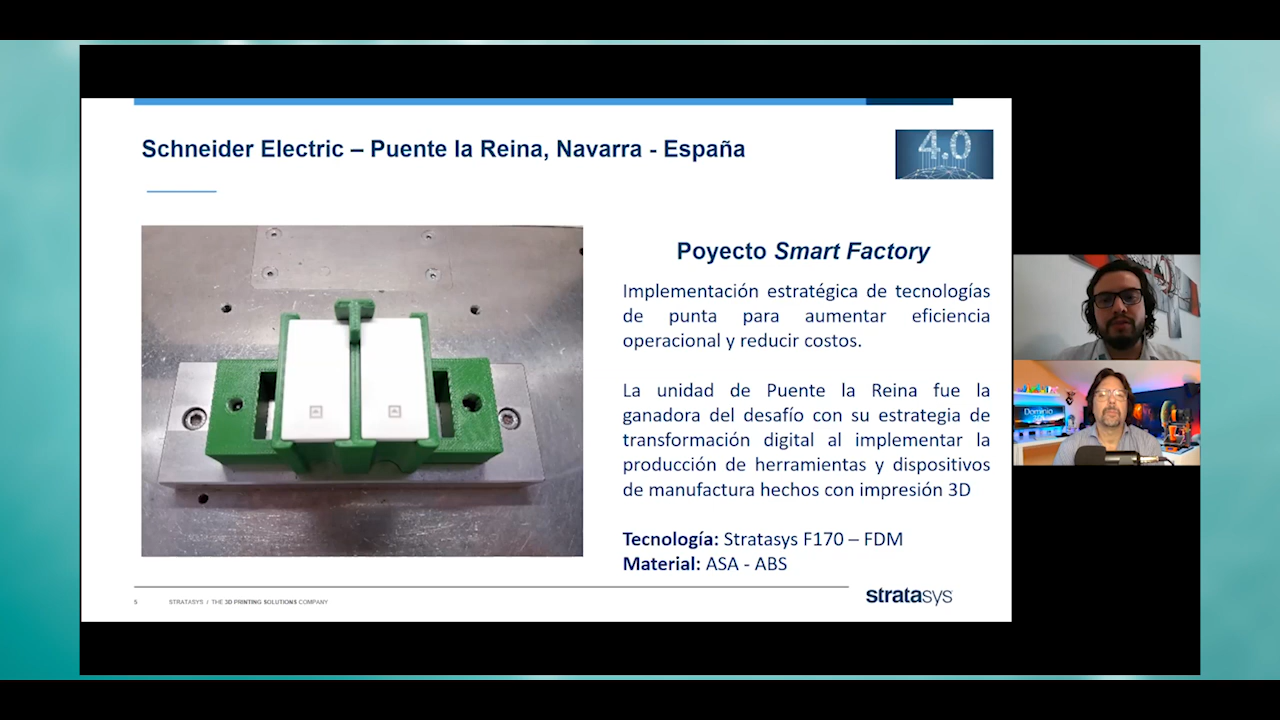 Schneider Electric – Puente la Reina, Navarra - España
4.0
Poyecto Smart Factory
Implementación estratégica de tecnologías
de punta para aumentar eficiencia
operacional y reducir costos.
La unidad de Puente la Reina fue la
ganadora del desafío con su estrategia de
transformación digital al implementar la
producción de herramientas y dispositivos
de manufactura hechos con impresión 3D
Tecnología: Stratasys F170 – FDM
Material: ASA - ABS
5
STRATASYS / THE 3D PRINTING SOLUTIONS COMPANY
stratasys
Dominio